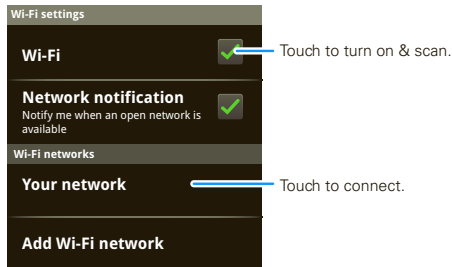 Wi-Fi settings
Wi-Fi
Touch to turn on & scan.
Network notification
Notify me when an open network is
available
Wi-Fi networks
Your network
Touch to connect.
Add Wi-Fi network